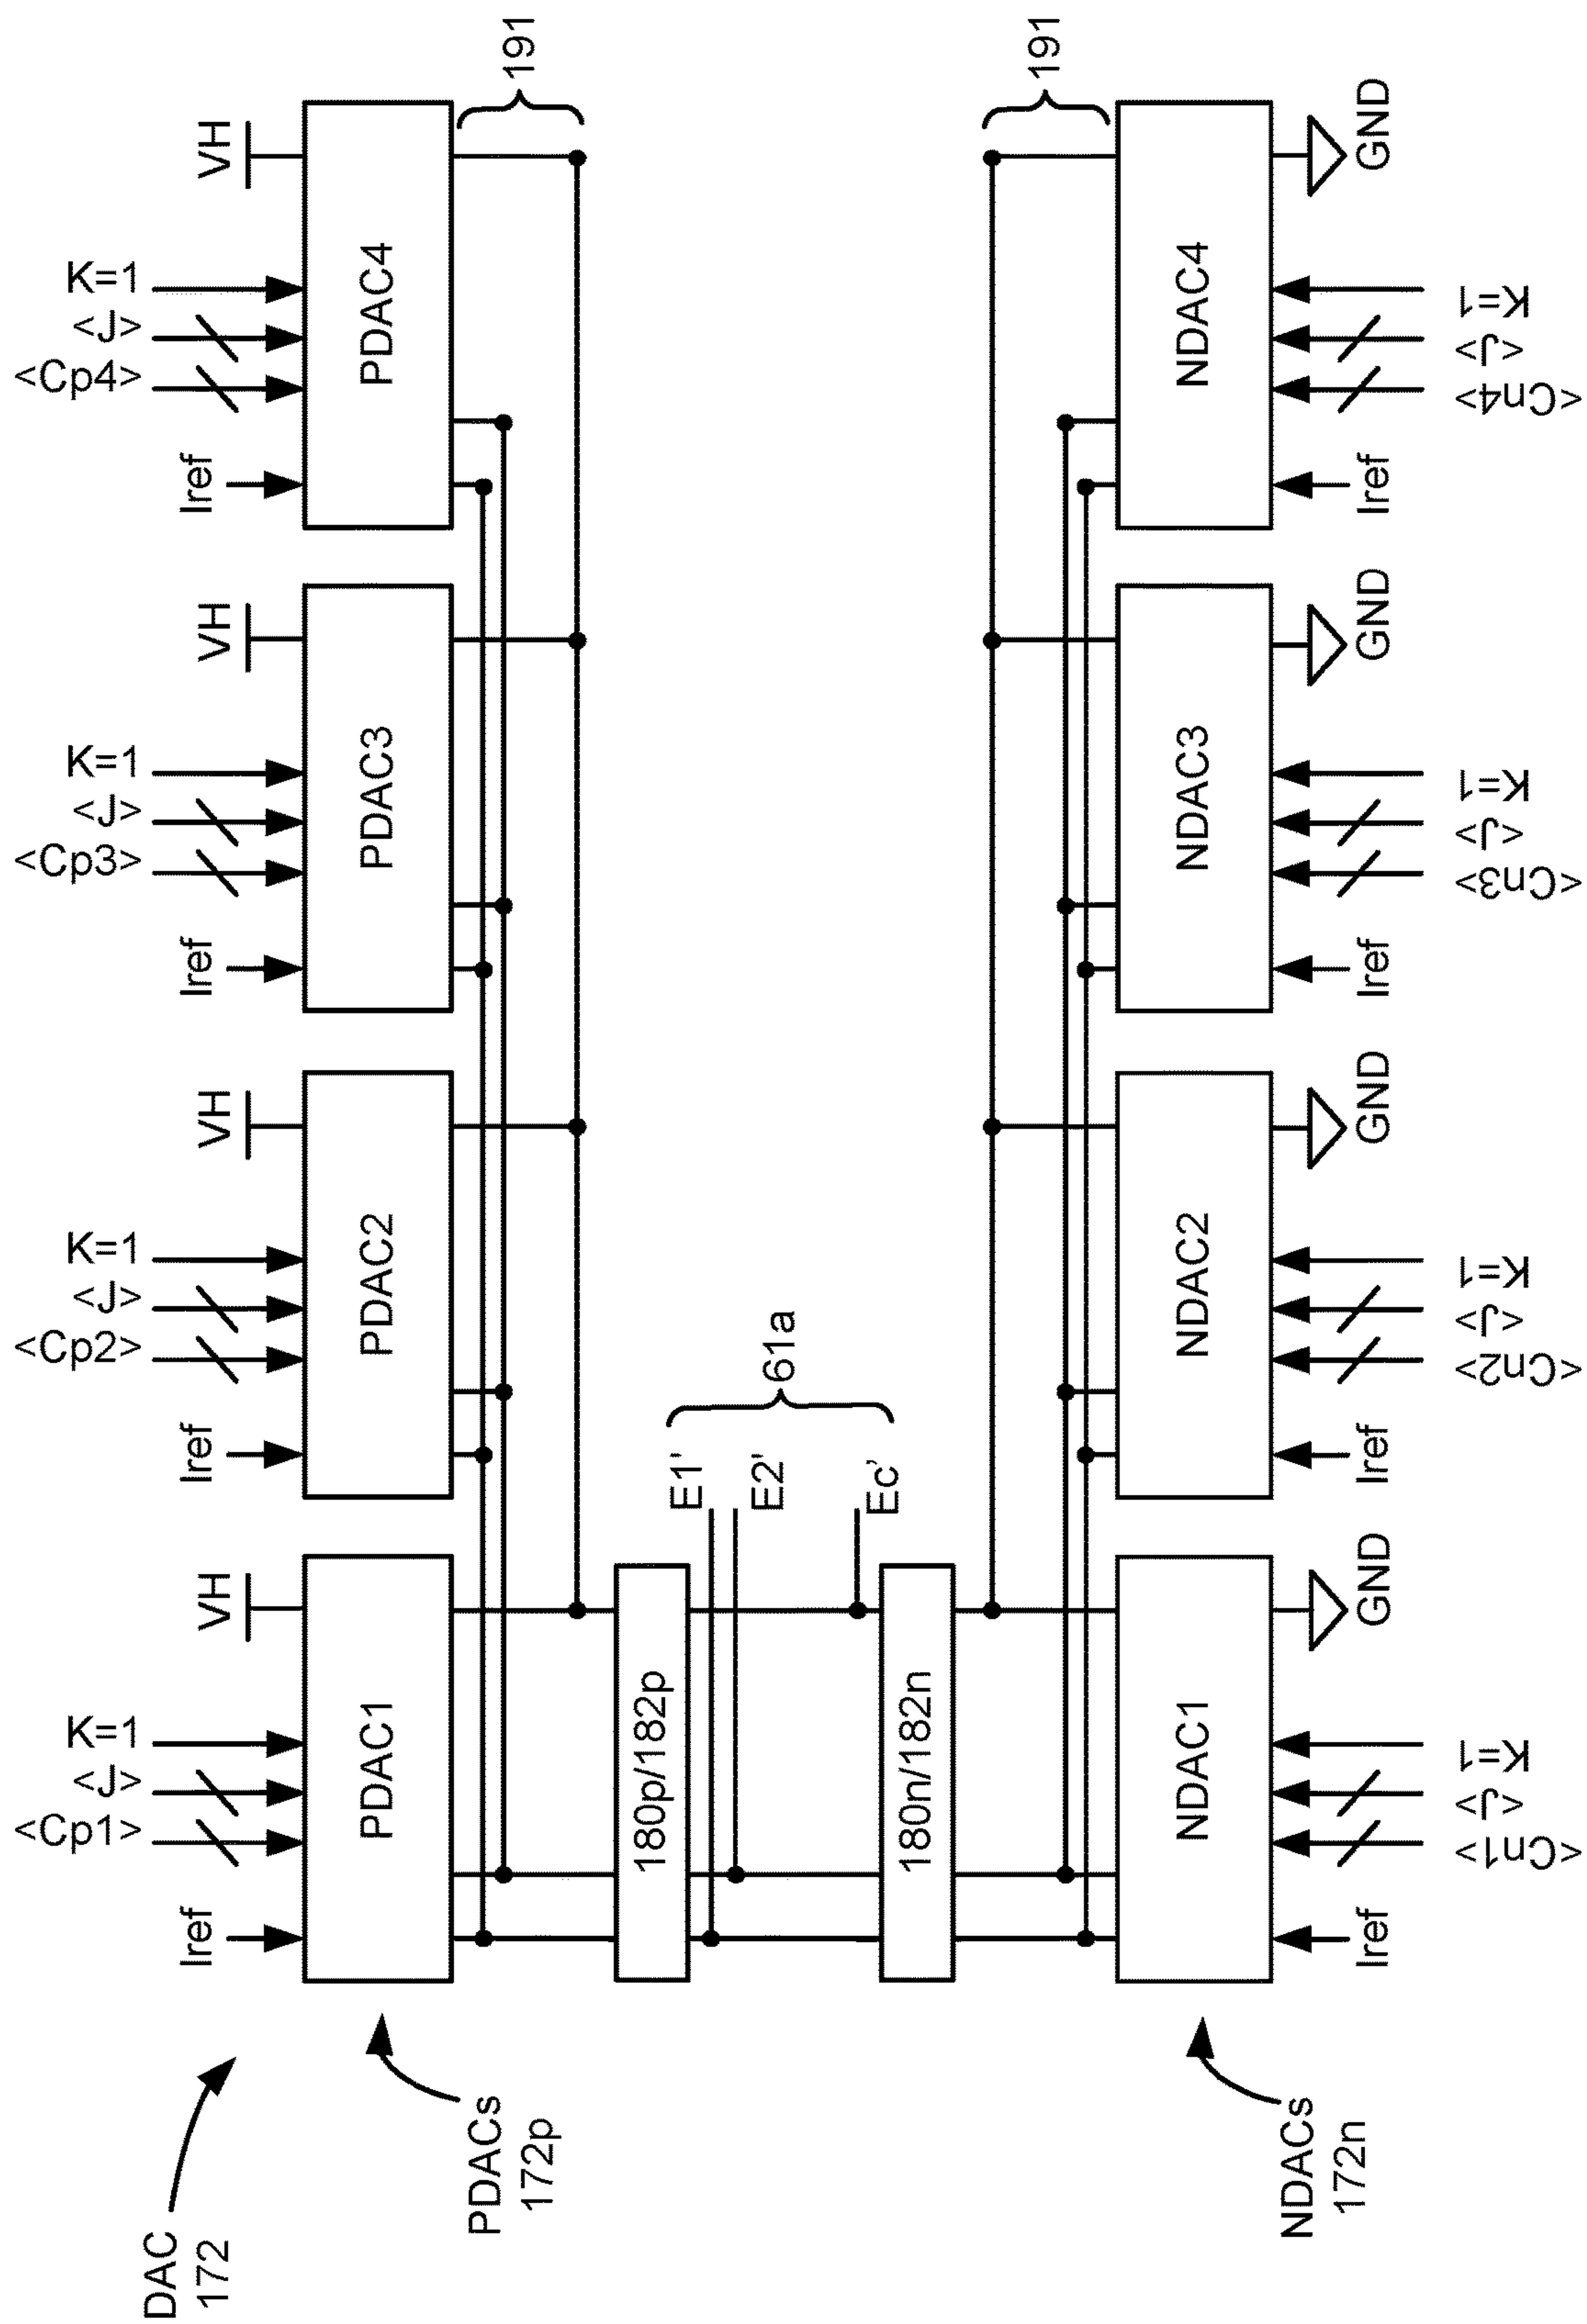 DAC
172
<Cp1>
<J>
K=1
Iref
VH
PDAC1
<Cp2>
<J>
K=1
Iref
VH
PDAC2
<Cp3>
<J>
K=1
Iref
VH
PDAC3
<Cp4>
<J>
K=1
Iref
VH
PDAC4
PDACs
172p
191
180p/182p
E1'
E2'
61a
Ec'
180n/182n
191
NDACs
172n
NDAC1
Iref
GND
<Cn1>
<J>
K=1
NDAC2
Iref
GND
<Cn2>
<J>
K=1
NDAC3
Iref
GND
<Cn3>
<J>
K=1
NDAC4
Iref
GND
<Cn4>
<J>
K=1